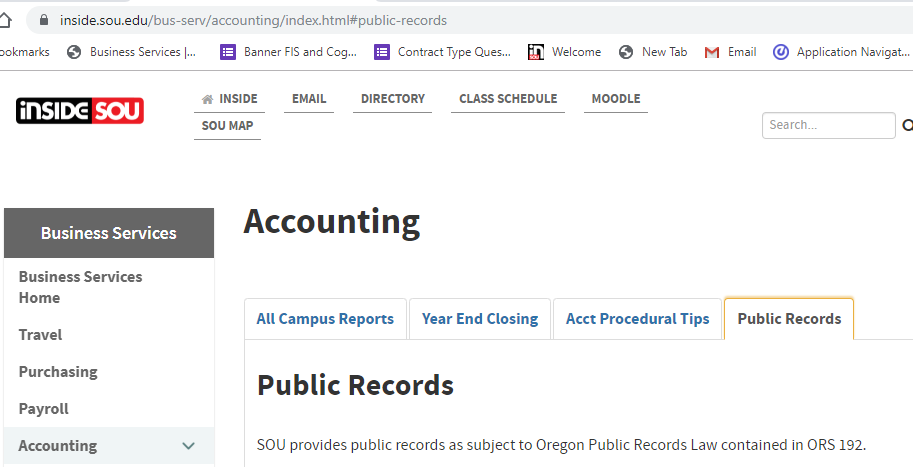 inside.sou.edu/bus-serv/accounting/index.html#public-records
ookmarks Business Services |... Banner FIS and Cog... Contract Type Ques... Welcome New Tab Email Application Navigat...
iNSIDE SOU
INSIDE EMAIL DIRECTORY CLASS SCHEDULE MOODLE
SOU MAP
Search...
Business Services
Business Services
Home
Travel
Purchasing
Payroll
Accounting
Accounting
All Campus Reports Year End Closing Acct Procedural Tips Public Records
Public Records
SOU provides public records as subject to Oregon Public Records Law contained in ORS 192.